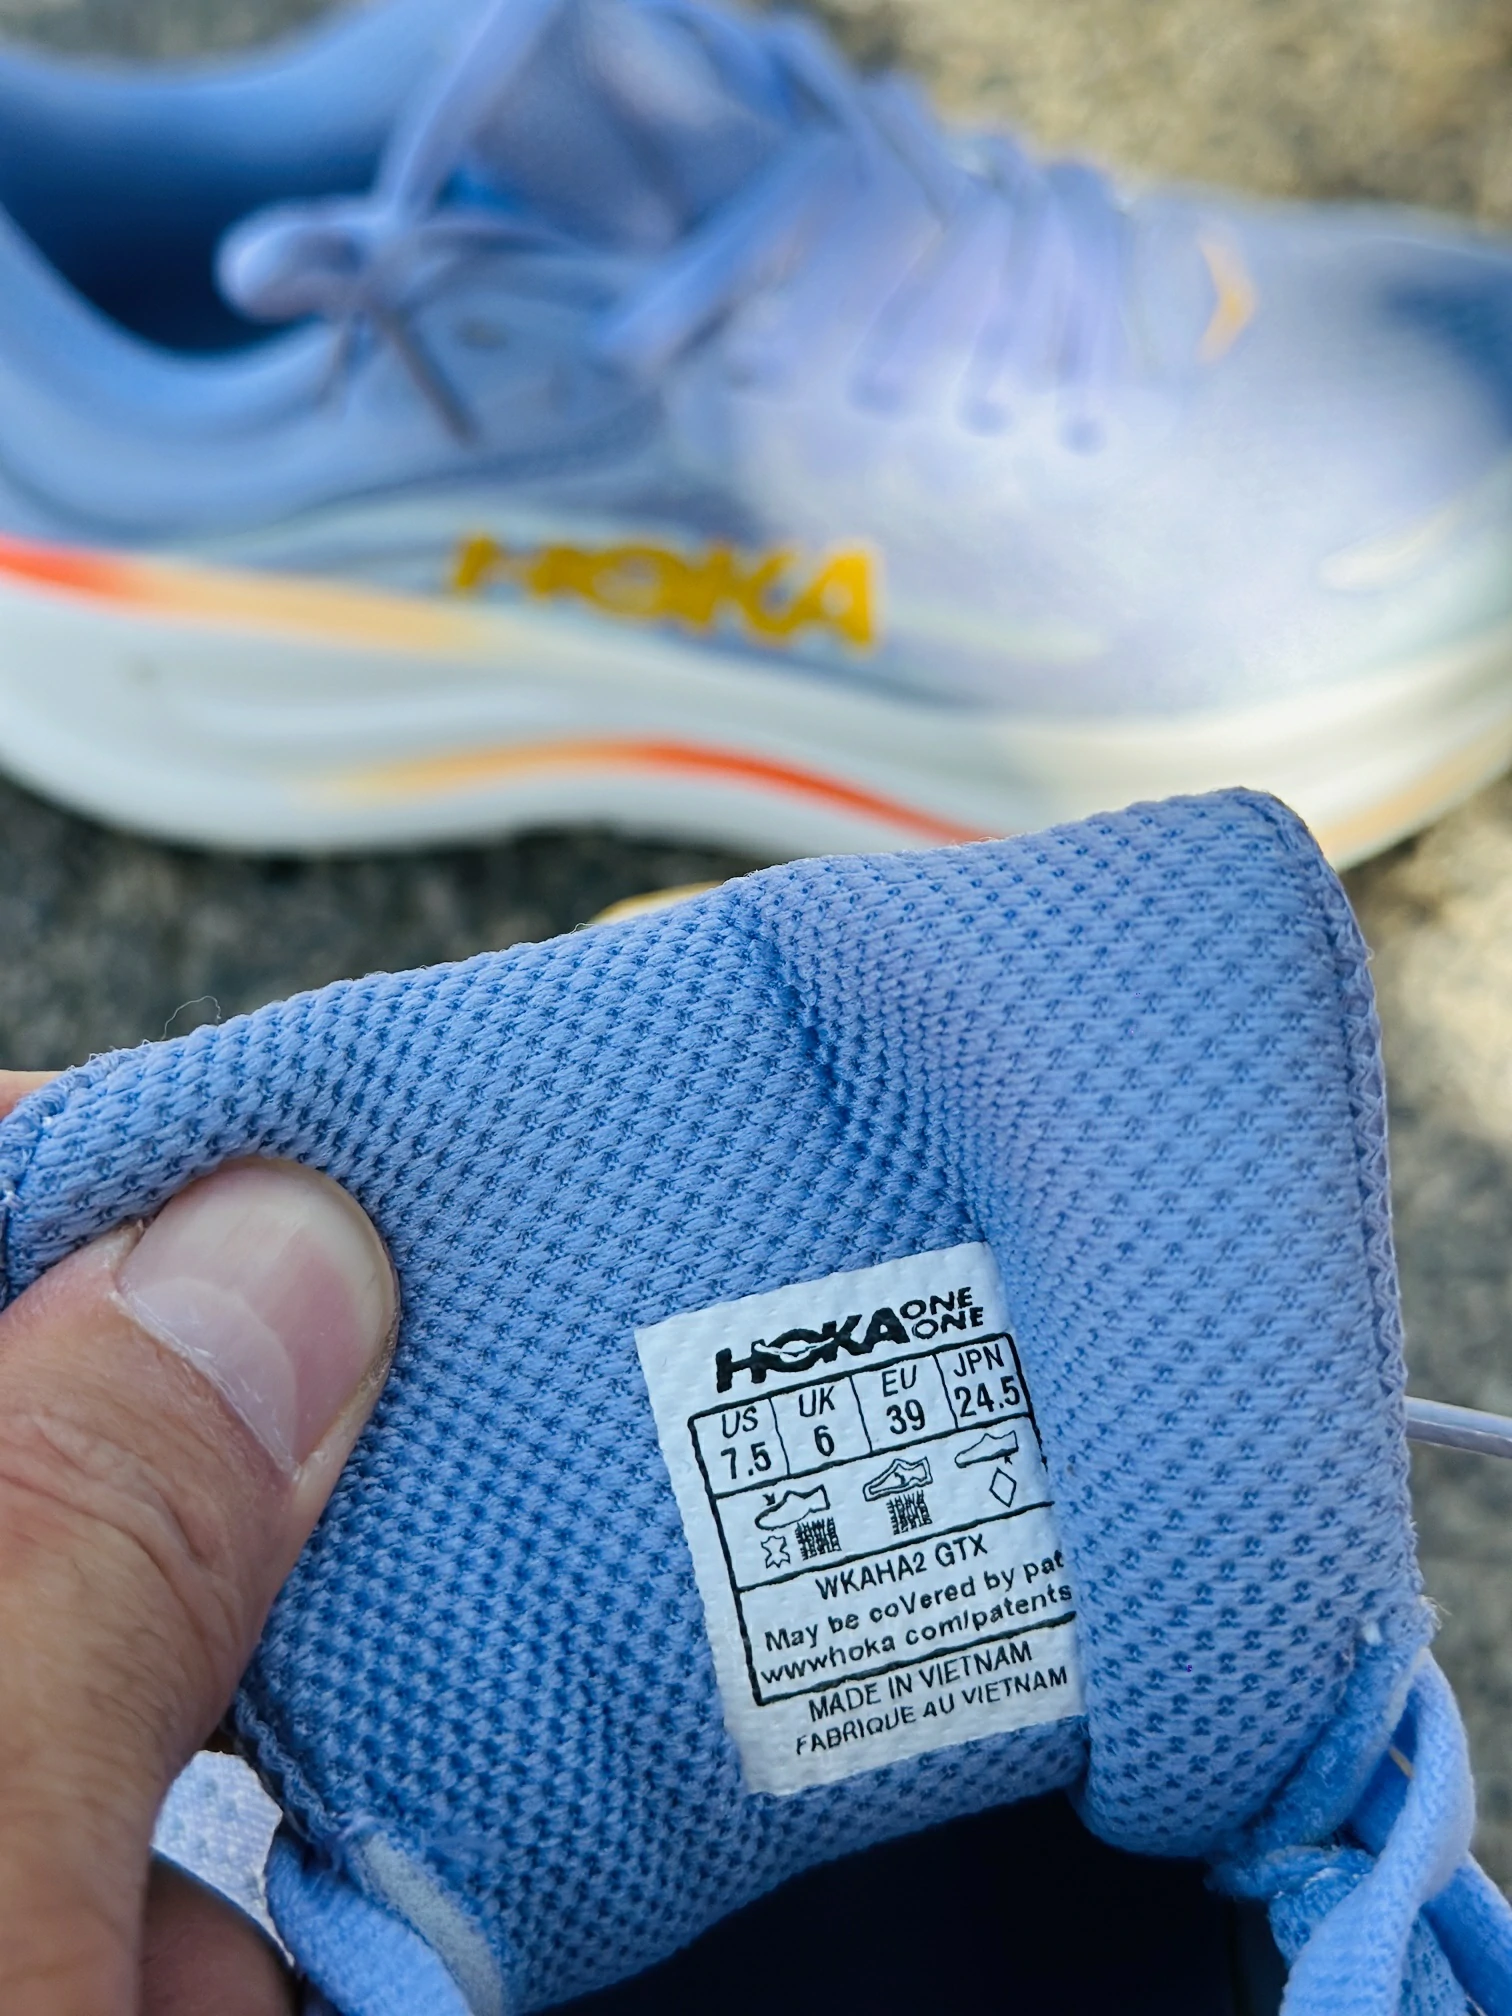 HOKA
HOKA ONE ONE
US UK EU JPN
7.5 6 39 24.5
WKAHA2 GTX
May be coVered by pat
wwwhoka com/patents
MADE IN VIETNAM
FABRIQUE AU VIETNAM